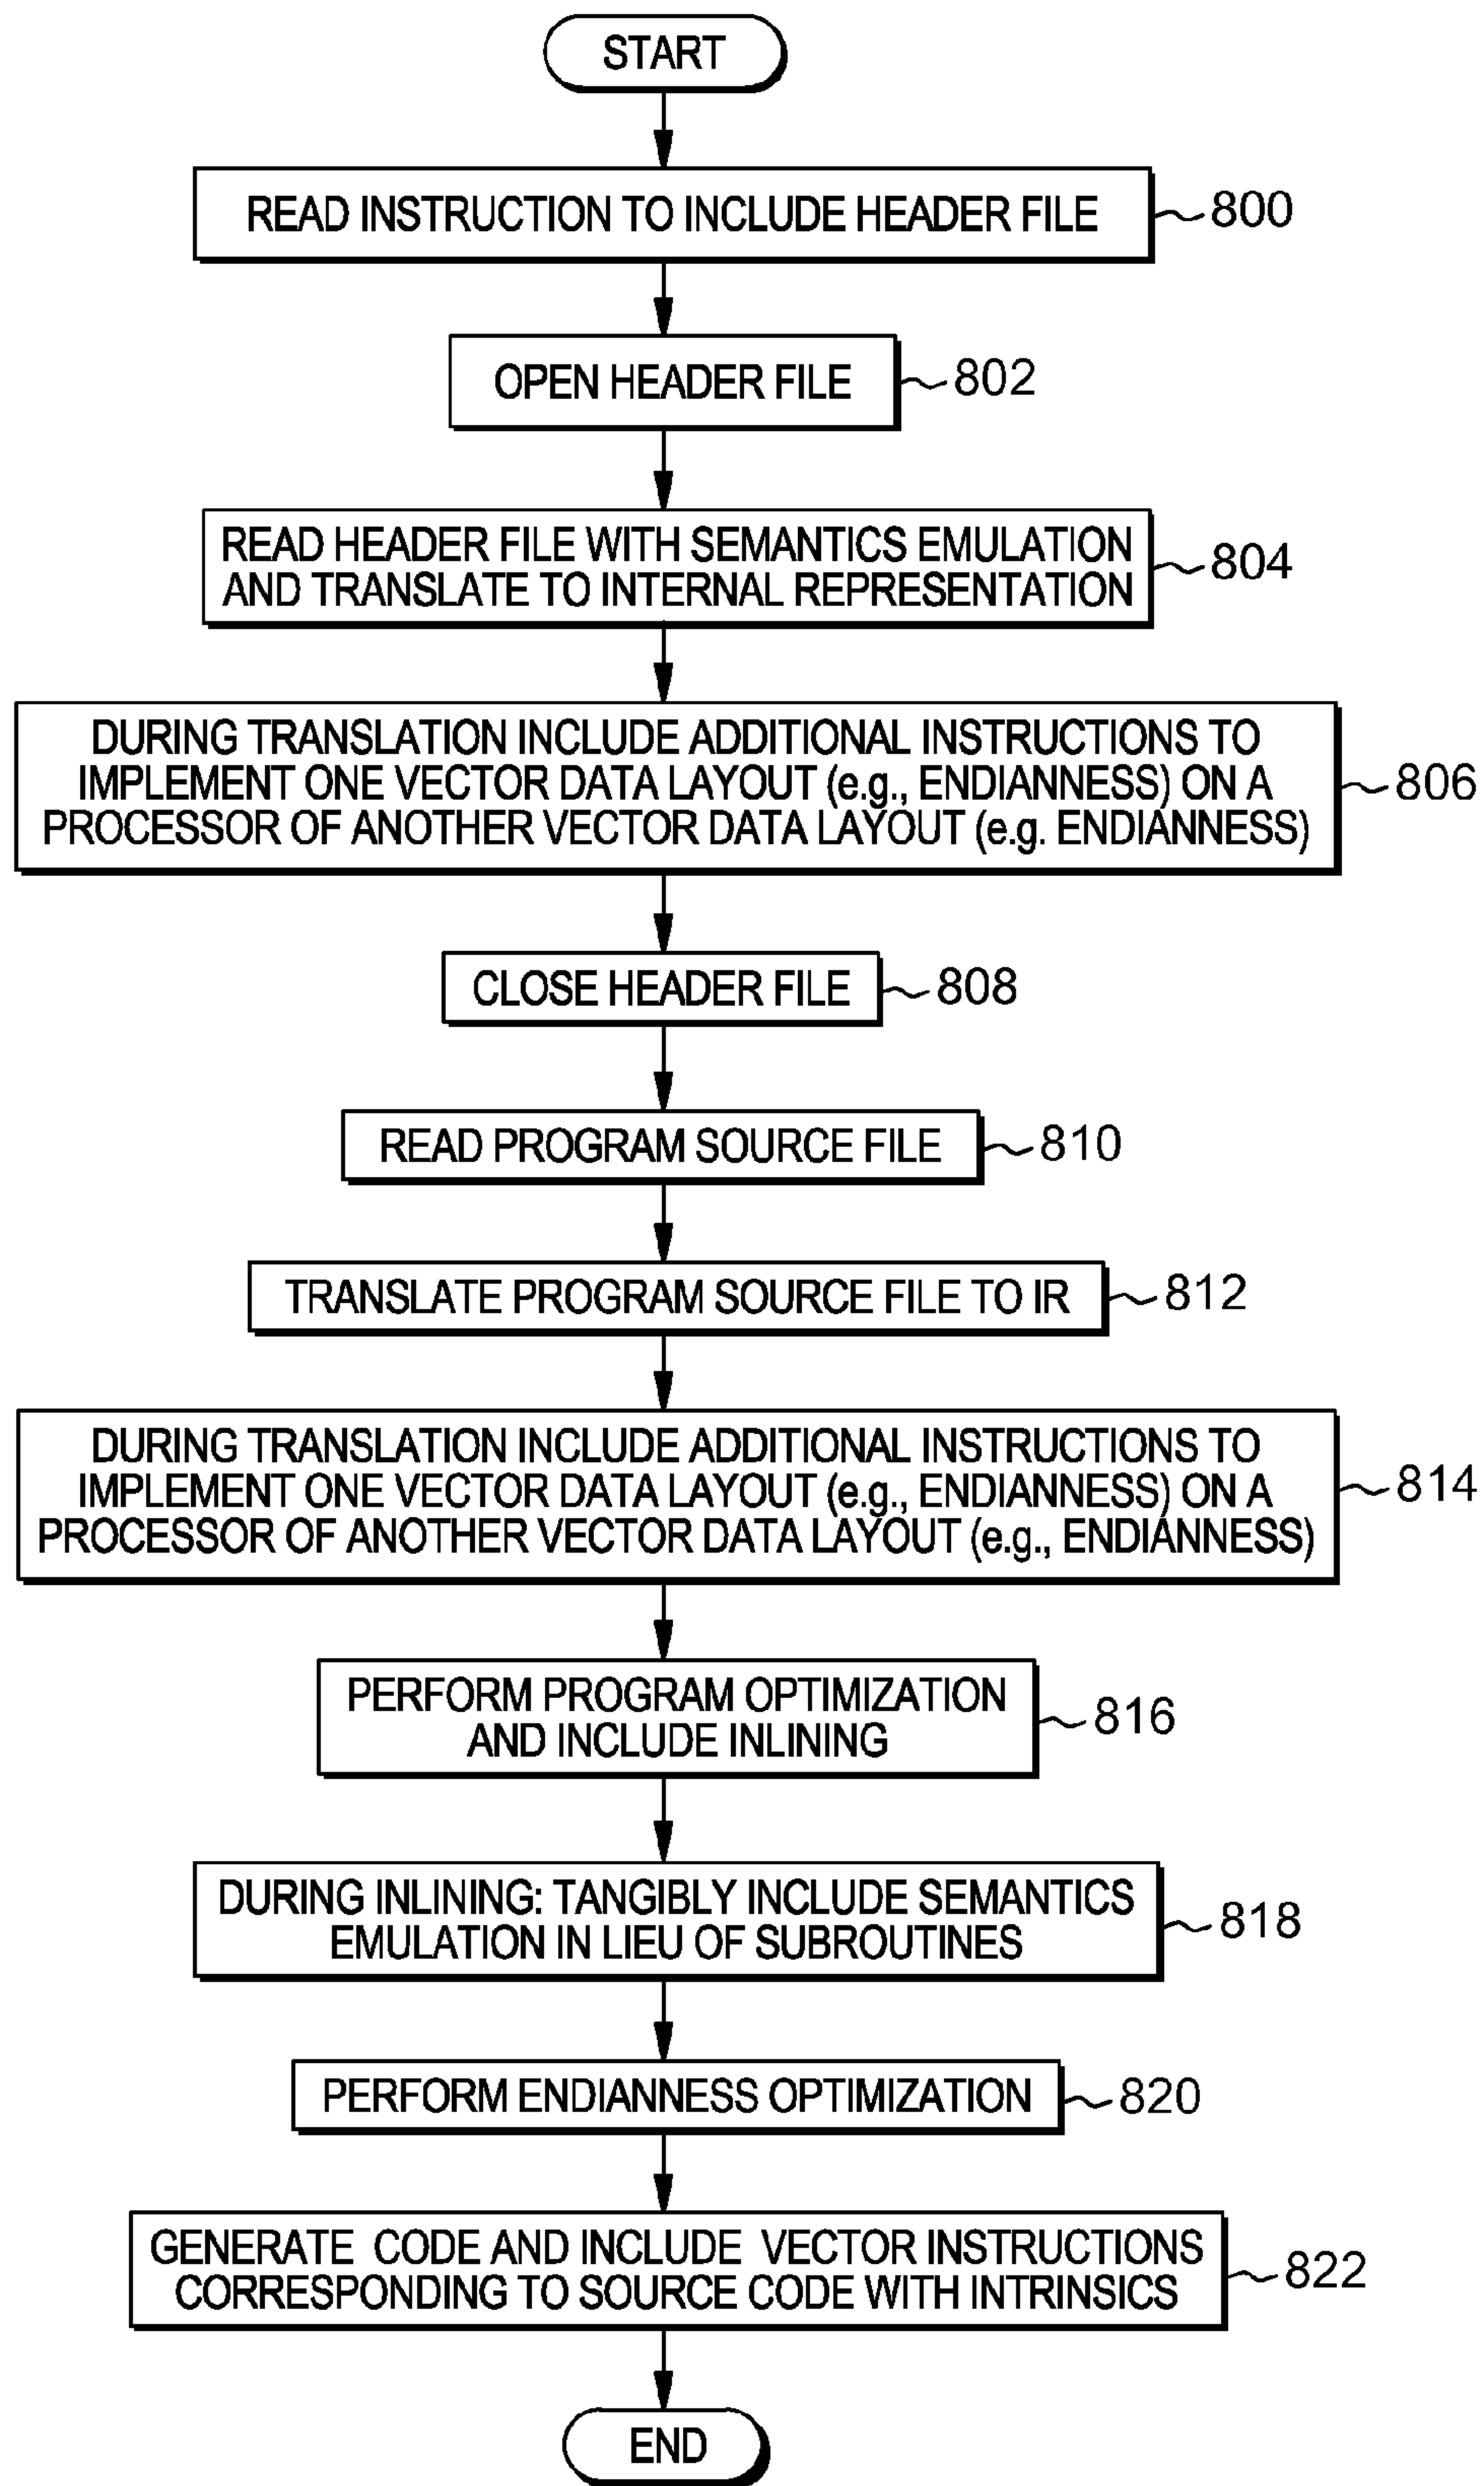 START
READ INSTRUCTION TO INCLUDE HEADER FILE
800
OPEN HEADER FILE
802
READ HEADER FILE WITH SEMANTICS EMULATION
AND TRANSLATE TO INTERNAL REPRESENTATION
804
DURING TRANSLATION INCLUDE ADDITIONAL INSTRUCTIONS TO
IMPLEMENT ONE VECTOR DATA LAYOUT (e.g., ENDIANNESS) ON A
PROCESSOR OF ANOTHER VECTOR DATA LAYOUT (e.g. ENDIANNESS)
806
CLOSE HEADER FILE
808
READ PROGRAM SOURCE FILE
810
TRANSLATE PROGRAM SOURCE FILE TO IR
812
DURING TRANSLATION INCLUDE ADDITIONAL INSTRUCTIONS TO
IMPLEMENT ONE VECTOR DATA LAYOUT (e.g., ENDIANNESS) ON A
PROCESSOR OF ANOTHER VECTOR DATA LAYOUT (e.g., ENDIANNESS)
814
PERFORM PROGRAM OPTIMIZATION
AND INCLUDE INLINING
816
DURING INLINING: TANGIBLY INCLUDE SEMANTICS
EMULATION IN LIEU OF SUBROUTINES
818
PERFORM ENDIANNESS OPTIMIZATION
820
GENERATE CODE AND INCLUDE VECTOR INSTRUCTIONS
CORRESPONDING TO SOURCE CODE WITH INTRINSICS
822
END